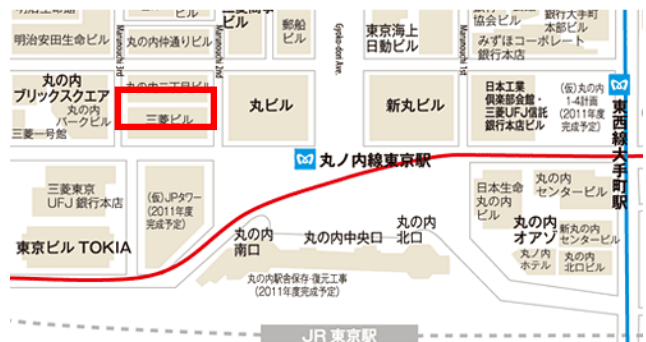 ビル
郵船
ビル
東京海上
日動ビル
協会ビル
銀行大手町
本部ビル
みずほコーポレート
銀行本店
明治安田生命ビル
丸の内仲通りビル
Marunouchi 3rd
Marunouchi 2nd
Gyoko-dori Ave.
Marunouchi 1st
丸の内
ブリックスクエア
丸の内
パークビル
三菱一号館
丸の内二丁目ビル
三菱ビル
丸ビル
新丸ビル
日本工業
倶楽部会館・
三菱UFJ信託
銀行本店ビル
(仮)丸の内
1-4計画
(2011年度
完成予定)
東西線大手町駅
丸ノ内線東京駅
三菱東京
UFJ銀行本店
(仮)JPタワー
(2011年度
完成予定)
東京ビル TOKIA
丸の内
南口
丸の内中央口
丸の内
北口
丸の内駅舎保存・復元工事
(2011年度完成予定)
日本生命
丸の内
ビル
丸の内
センタービル
丸の内
オアゾ
新丸の内
センタービル
丸ノ内
ホテル
丸の内
北口ビル
JR 東京駅